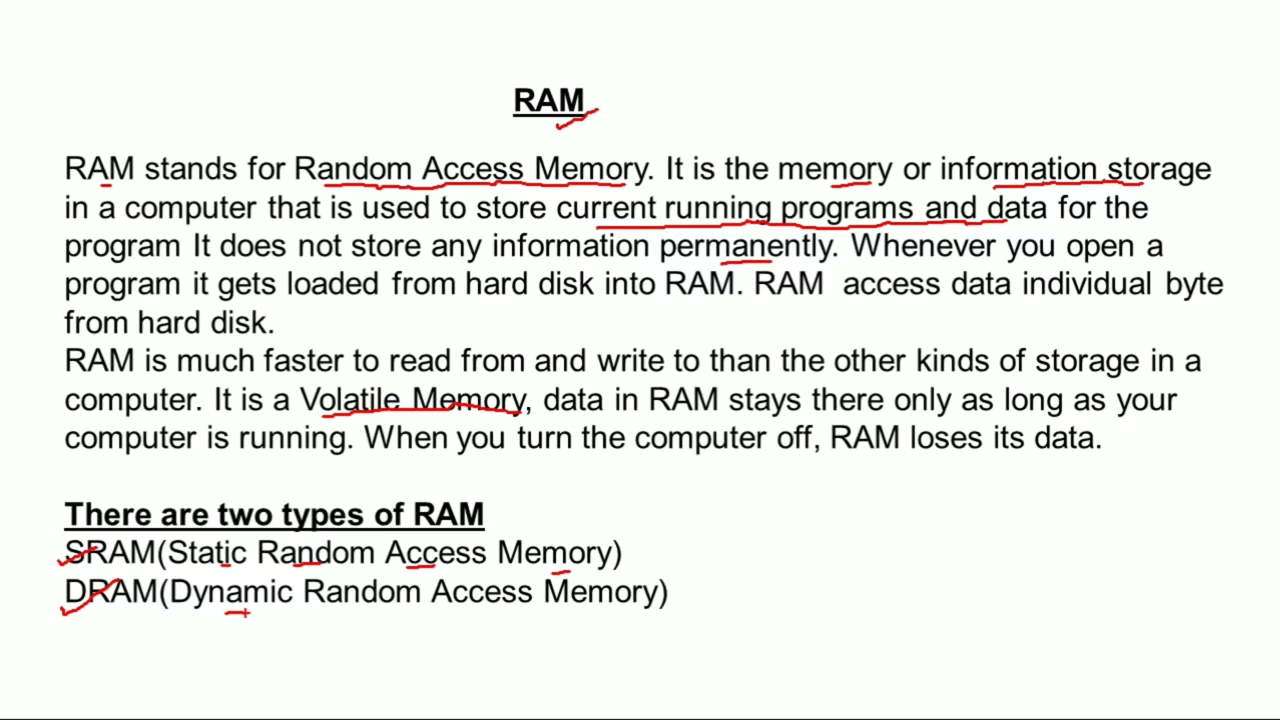 RAM
RAM stands for Random Access Memory. It is the memory or information storage
in a computer that is used to store current running programs and data for the
program It does not store any information permanently. Whenever you open a
program it gets loaded from hard disk into RAM. RAM  access data individual byte
from hard disk.
RAM is much faster to read from and write to than the other kinds of storage in a
computer. It is a Volatile Memory, data in RAM stays there only as long as your
computer is running. When you turn the computer off, RAM loses its data.
There are two types of RAM
SRAM(Static Random Access Memory)
DRAM(Dynamic Random Access Memory)